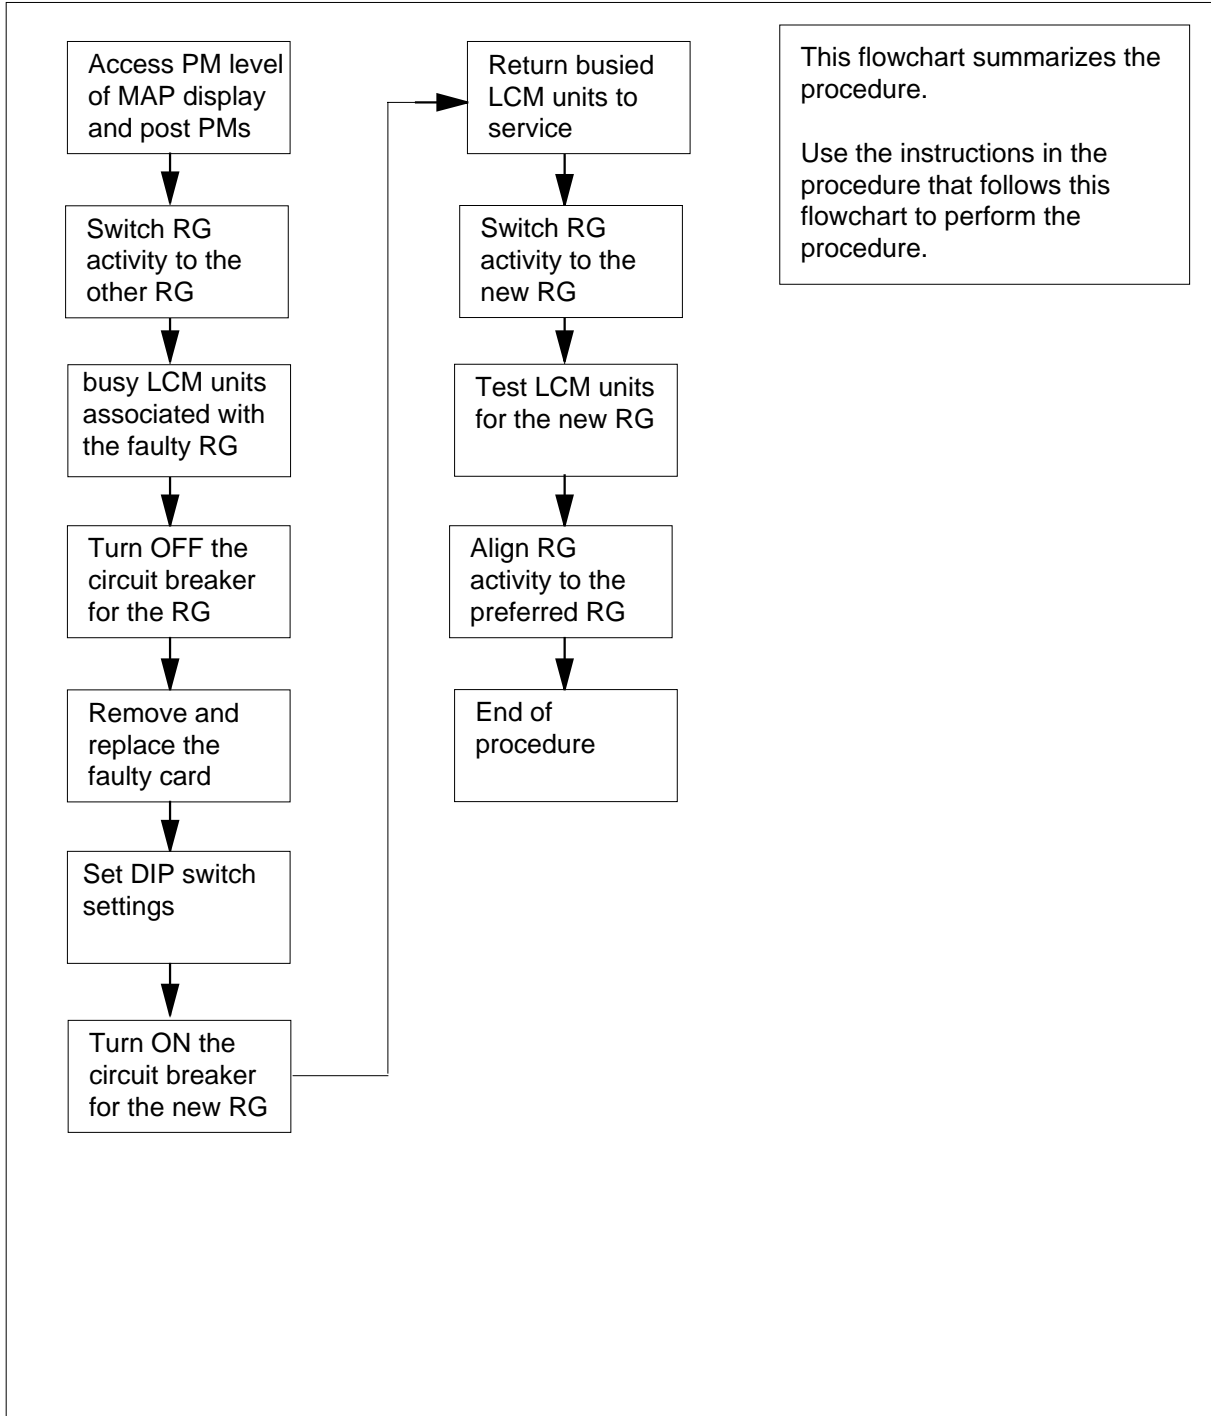 Access PM level
of MAP display
and post PMs
Switch RG
activity to the
other RG
busy LCM units
associated with
the faulty RG
Turn OFF the
circuit breaker
for the RG
Remove and
replace the
faulty card
Set DIP switch
settings
Turn ON the
circuit breaker
for the new RG
Return busied
LCM units to
service
Switch RG
activity to the
new RG
Test LCM units
for the new RG
Align RG
activity to the
preferred RG
End of
procedure
This flowchart summarizes the
procedure.
Use the instructions in the
procedure that follows this
flowchart to perform the
procedure.